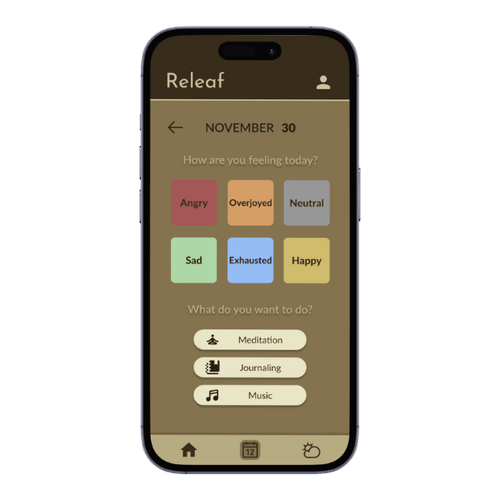 Releaf
NOVEMBER 30
How are you feeling today?
Angry Overjoyed Neutral
Sad Exhausted Happy
What do you want to do?
Meditation
Journaling
Music
12